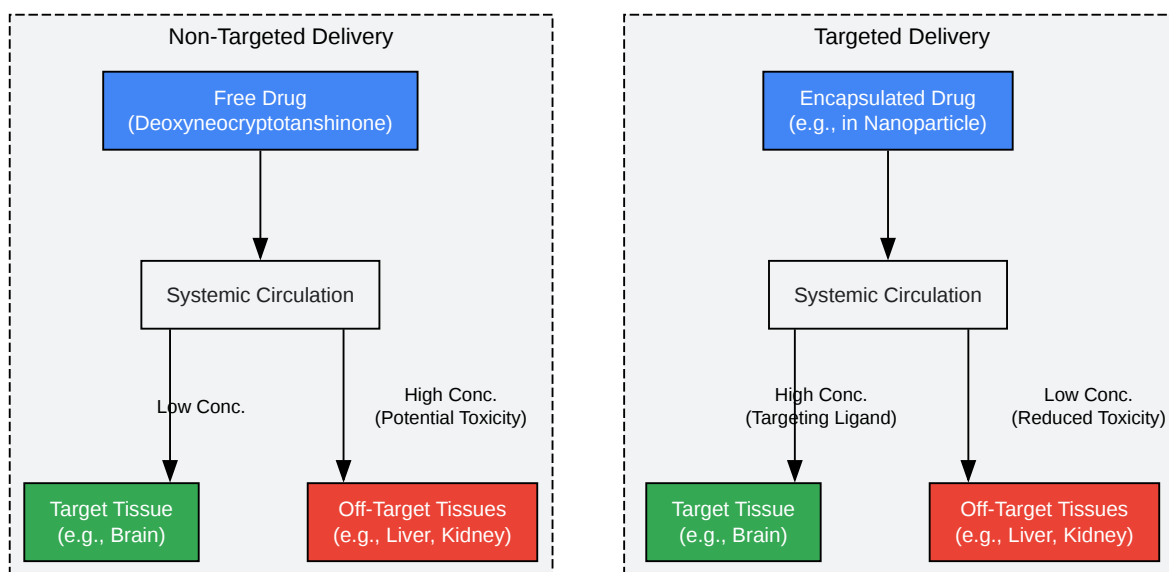 Non-Targeted Delivery
Free Drug
(Deoxyneocryptotanshinone)
Systemic Circulation
Low Conc.
High Conc.
(Potential Toxicity)
Target Tissue
(e.g., Brain)
Off-Target Tissues
(e.g., Liver, Kidney)
Targeted Delivery
Encapsulated Drug
(e.g., in Nanoparticle)
Systemic Circulation
High Conc.
(Targeting Ligand)
Low Conc.
(Reduced Toxicity)
Target Tissue
(e.g., Brain)
Off-Target Tissues
(e.g., Liver, Kidney)